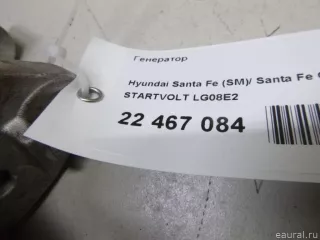 Генератор
Hyundai Santa Fe (SM)/ Santa Fe
STARTVOLT LG08E2
22 467 084
eaural.ru